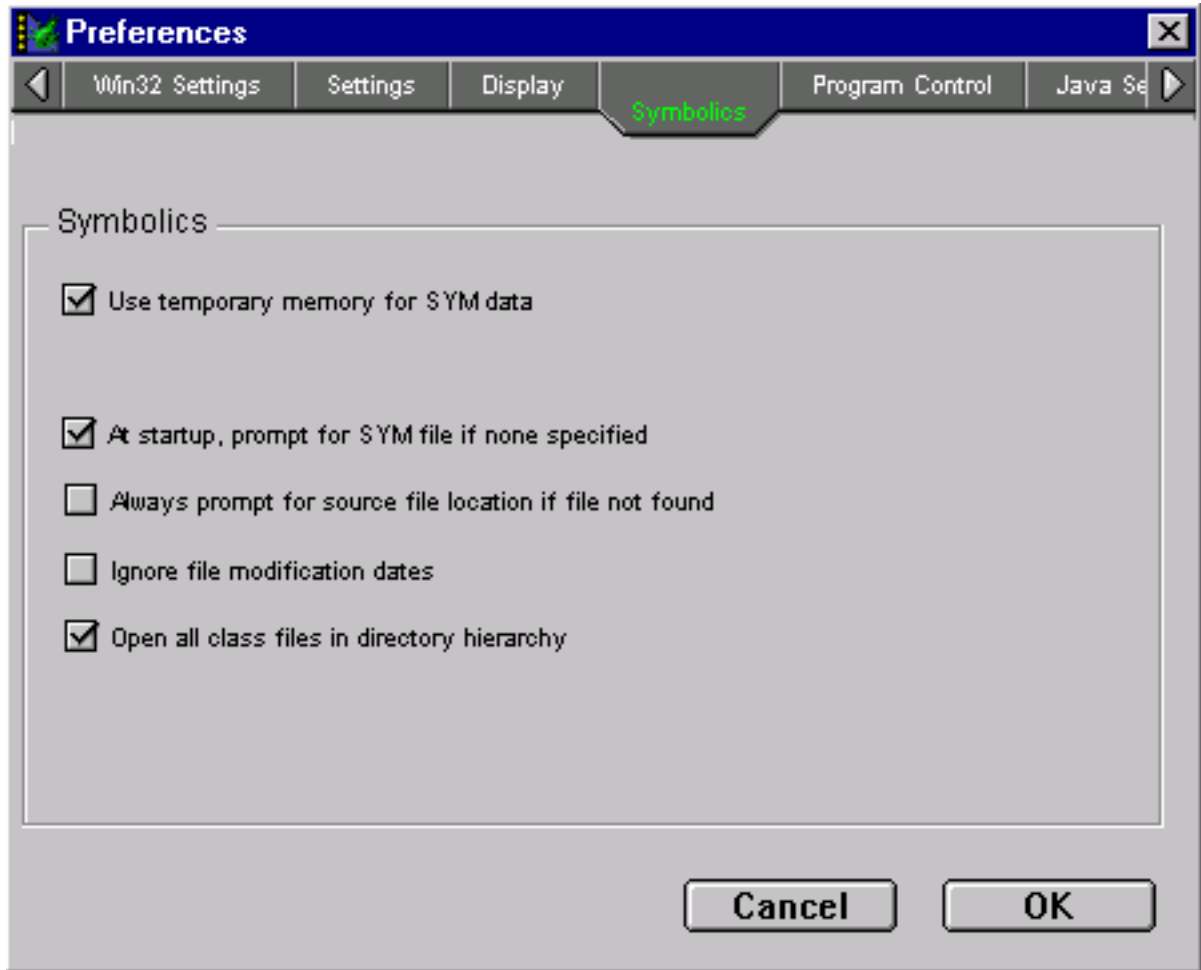 Preferences
Win32 Settings
Settings
Display
Symbolics
Program Control
Java Se
Symbolics
Use temporary memory for SYM data
At startup, prompt for SYM file if none specified
Always prompt for source file location if file not found
Ignore file modification dates
Open all class files in directory hierarchy
Cancel
OK